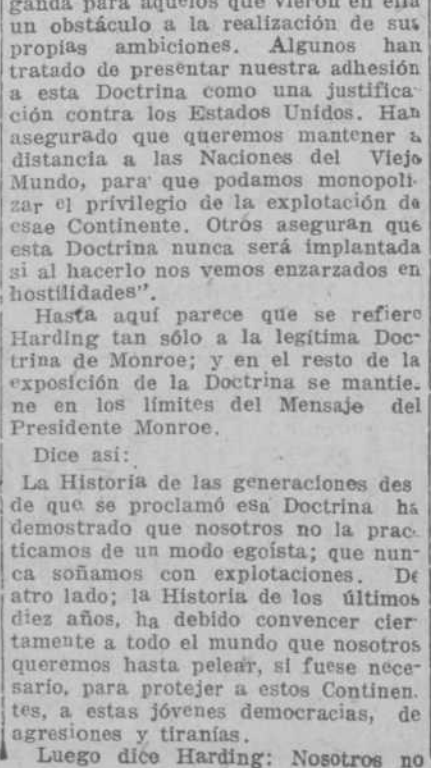 ganda para aquellos que vieron en ella
un obstáculo a la realización de sus
propias ambiciones. Algunos han
tratado de presentar nuestra adhesión
a esta Doctrina como una justifica-
ción contra los Estados Unidos. Han
asegurado que queremos mantener a
distancia a las Naciones del Viejo
Mundo, para que podamos monopoli-
zar el privilegio de la explotación de
esae Continente. Otros aseguran que
esta Doctrina nunca será implantada
si al hacerlo nos vemos enzarzados en
hostilidades".
Hasta aquí parece que se refiere
Harding tan sólo a la legítima Doc-
trina de Monroe; y en el resto de la
exposición de la Doctrina se mantie.
ne en los límites del Mensaje del
Presidente Monroe.
Dice así:
La Historia de las generaciones des
de que se proclamó esa Doctrina ha
demostrado que nosotros no la prac-
ticamos de un modo egoísta; que nun-
ca soñamos con explotaciones. De
atro lado; la Historia de los últimos
diez años, ha debido convencer cier
tamente a todo el mundo que nosotros
queremos hasta pelear, si fuese nece-
sario, para protejer a estos Continen.
tes, a estas jóvenes democracias, de
agresiones y tiranías.
Luego dice Harding: Nosotros no